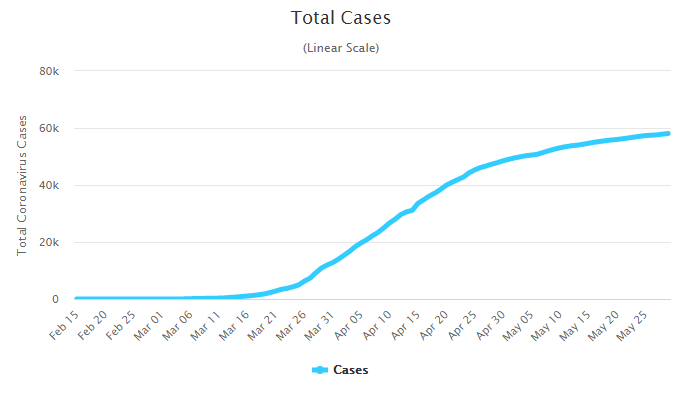 Total Cases
(Linear Scale)
Total Coronavirus Cases
80k
60k
40k
20k
0
Feb 15
Feb 20
Feb 25
Mar 01
Mar 06
Mar 11
Mar 16
Mar 21
Mar 26
Mar 31
Apr 05
Apr 10
Apr 15
Apr 20
Apr 25
Apr 30
May 05
May 10
May 15
May 20
May 25
Cases